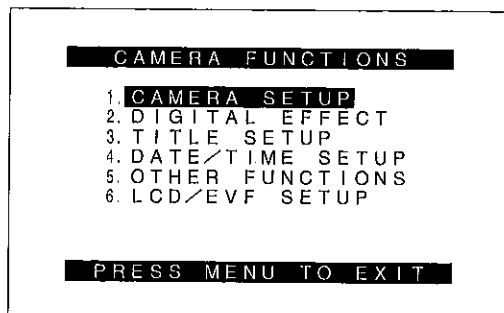 CAMERA FUNCTIONS
1. CAMERA SETUP
2. DIGITAL EFFECT
3. TITLE SETUP
4. DATE/TIME SETUP
5. OTHER FUNCTIONS
6. LCD/EVF SETUP
PRESS MENU TO EXIT